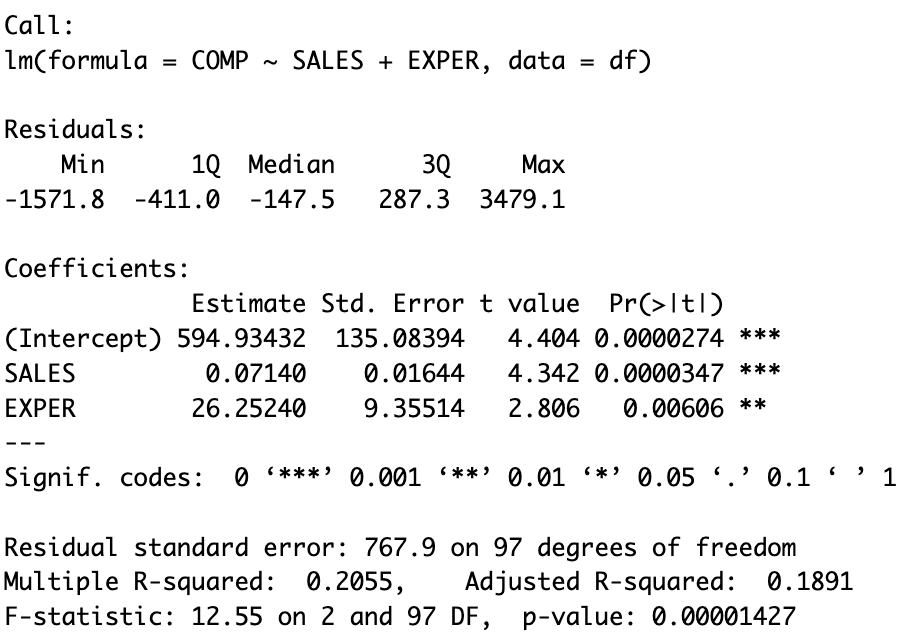 Call:
lm(formula = COMP ~ SALES + EXPER, data = df)
Residuals:
    Min      1Q  Median      3Q     Max
-1571.8  -411.0  -147.5   287.3  3479.1
Coefficients:
             Estimate Std. Error t value  Pr(>|t|)
(Intercept) 594.93432  135.08394   4.404 0.0000274 ***
SALES         0.07140    0.01644   4.342 0.0000347 ***
EXPER        26.25240    9.35514   2.806   0.00606 **
---
Signif. codes:  0 ‘***’ 0.001 ‘**’ 0.01 ‘*’ 0.05 ‘.’ 0.1 ‘ ’ 1
Residual standard error: 767.9 on 97 degrees of freedom
Multiple R-squared:  0.2055,    Adjusted R-squared:  0.1891
F-statistic: 12.55 on 2 and 97 DF,  p-value: 0.00001427